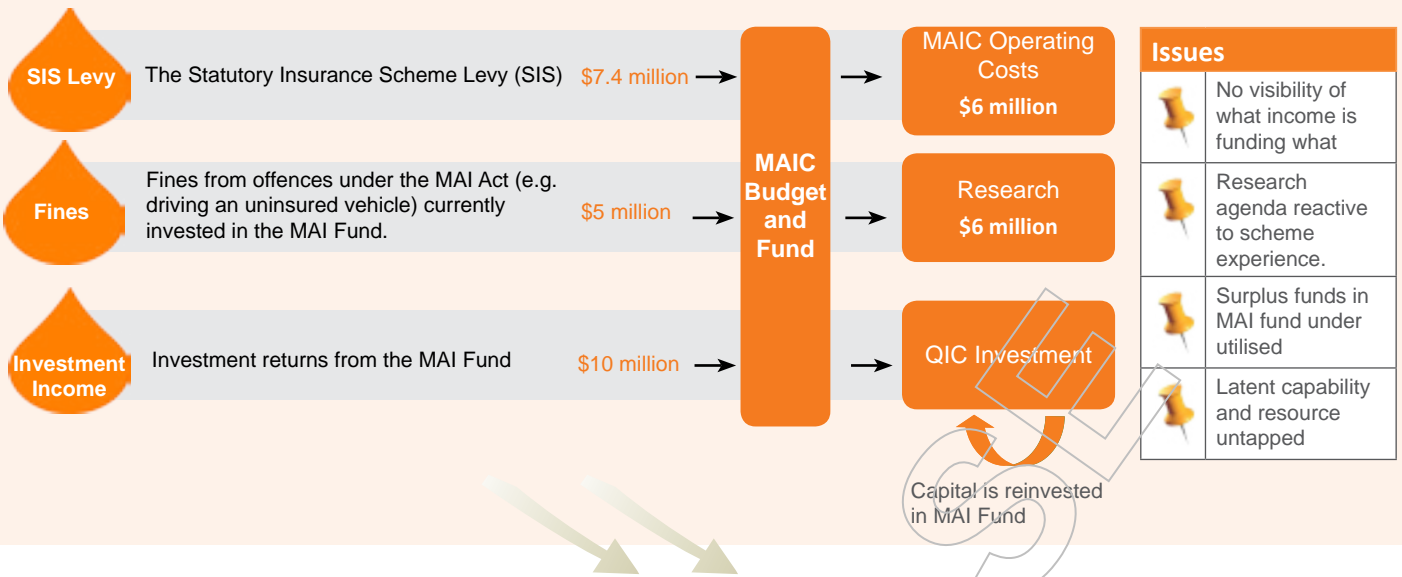 SIS Levy
The Statutory Insurance Scheme Levy (SIS)
$7.4 million
Fines
Fines from offences under the MAI Act (e.g.
driving an uninsured vehicle) currently
invested in the MAI Fund.
$5 million
Investment
Income
Investment returns from the MAI Fund
$10 million
MAIC
Budget
and
Fund
MAIC Operating
Costs
$6 million
Research
$6 million
QIC Investment
Capital is reinvested
in MAI Fund
Issues
No visibility of
what income is
funding what
Research
agenda reactive
to scheme
experience.
Surplus funds in
MAI fund under
utilised
Latent capability
and resource
untapped